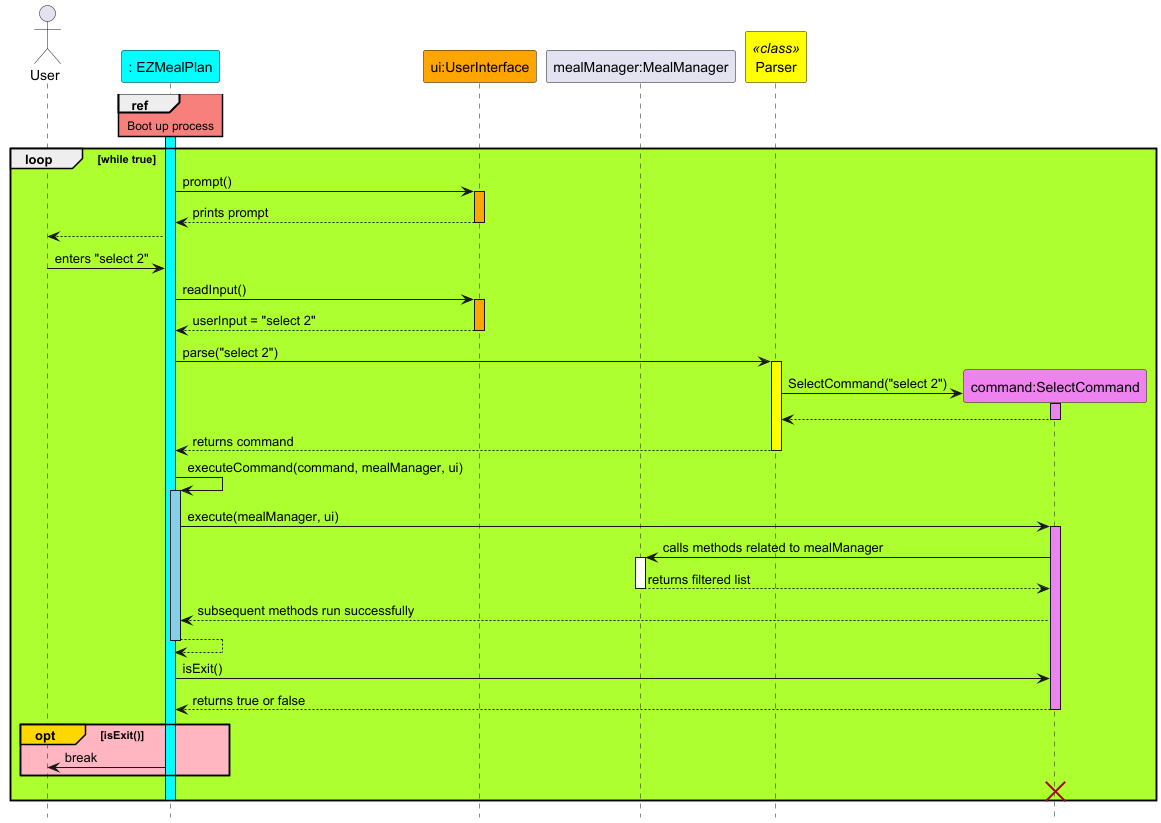 User
: EZMealPlan
ui:UserInterface
mealManager:MealManager
«class»
Parser
ref
Boot up process
loop
[while true]
prompt()
prints prompt
enters "select 2"
readInput()
userInput = "select 2"
parse("select 2")
SelectCommand("select 2")
command:SelectCommand
returns command
executeCommand(command, mealManager, ui)
execute(mealManager, ui)
calls methods related to mealManager
returns filtered list
subsequent methods run successfully
isExit()
returns true or false
opt
[isExit()]
break